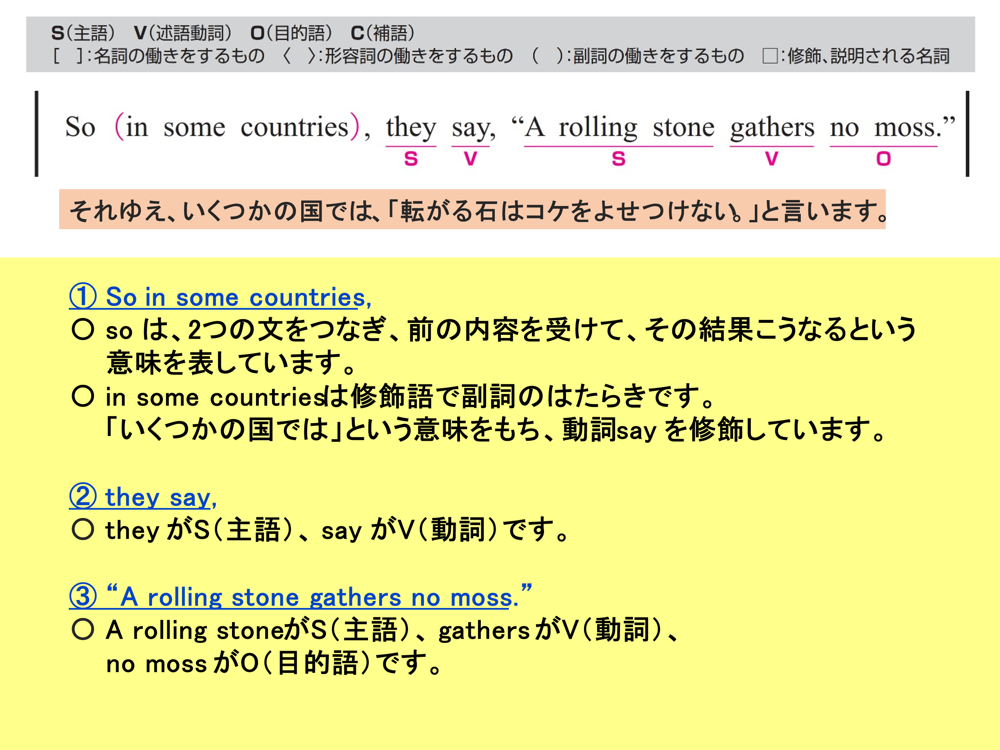 S（主語）　V（述語動詞）　O（目的語）　C（補語）
［　］：名詞の働きをするもの　〈　〉：形容詞の働きをするもの　（　）：副詞の働きをするもの　□：修飾、説明される名詞
So (in some countries), they say, “A rolling stone gathers no moss.”
S V S V O
それゆえ、いくつかの国では、「転がる石はコケをよせつけない。」と言います。
① So in some countries,
○ so は、2つの文をつなぎ、前の内容を受けて、その結果こうなるという
意味を表しています。
○ in some countriesは修飾語で副詞のはたらきです。
「いくつかの国では」という意味をもち、動詞say を修飾しています。
② they say,
○ they がS（主語）、say がV（動詞）です。
③ “A rolling stone gathers no moss.”
○ A rolling stoneがS（主語）、gathers がV（動詞）、
no moss がO（目的語）です。